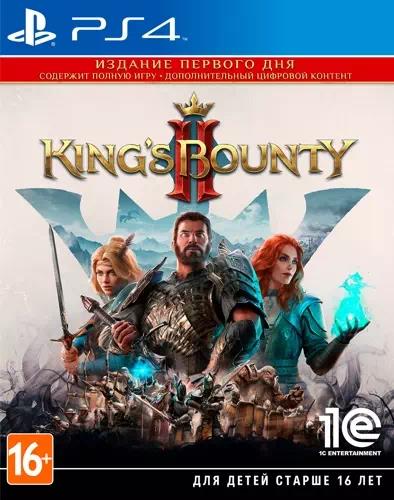 PS4
ИЗДАНИЕ ПЕРВОГО ДНЯ
СОДЕРЖИТ ПОЛНУЮ ИГРУ • ДОПОЛНИТЕЛЬНЫЙ ЦИФРОВОЙ КОНТЕНТ
KING'S BOUNTY
II
1C
1C ENTERTAINMENT
16+
ДЛЯ ДЕТЕЙ СТАРШЕ 16 ЛЕТ